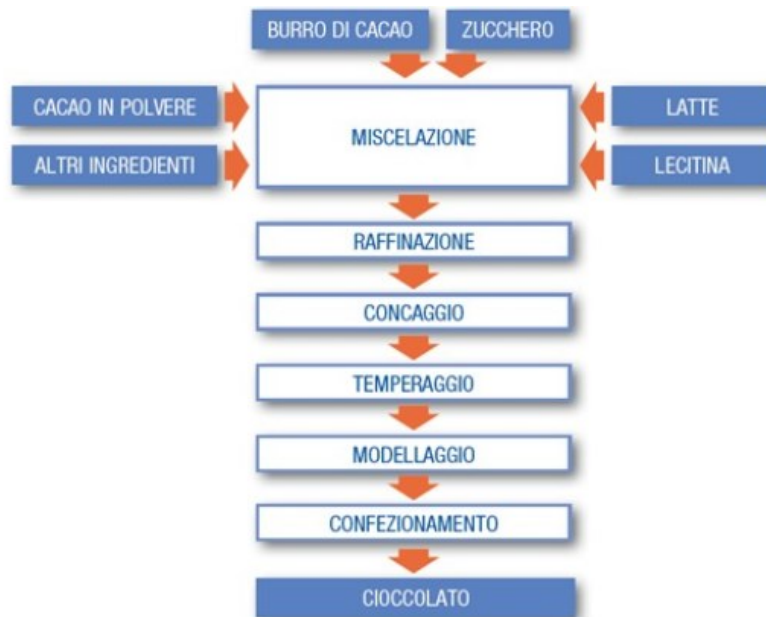 BURRO DI CACAO
ZUCCHERO
CACAO IN POLVERE
MISCELAZIONE
LATTE
ALTRI INGREDIENTI
LECITINA
RAFFINAZIONE
CONCAGGIO
TEMPERAGGIO
MODELLAGGIO
CONFEZIONAMENTO
CIOCCOLATO